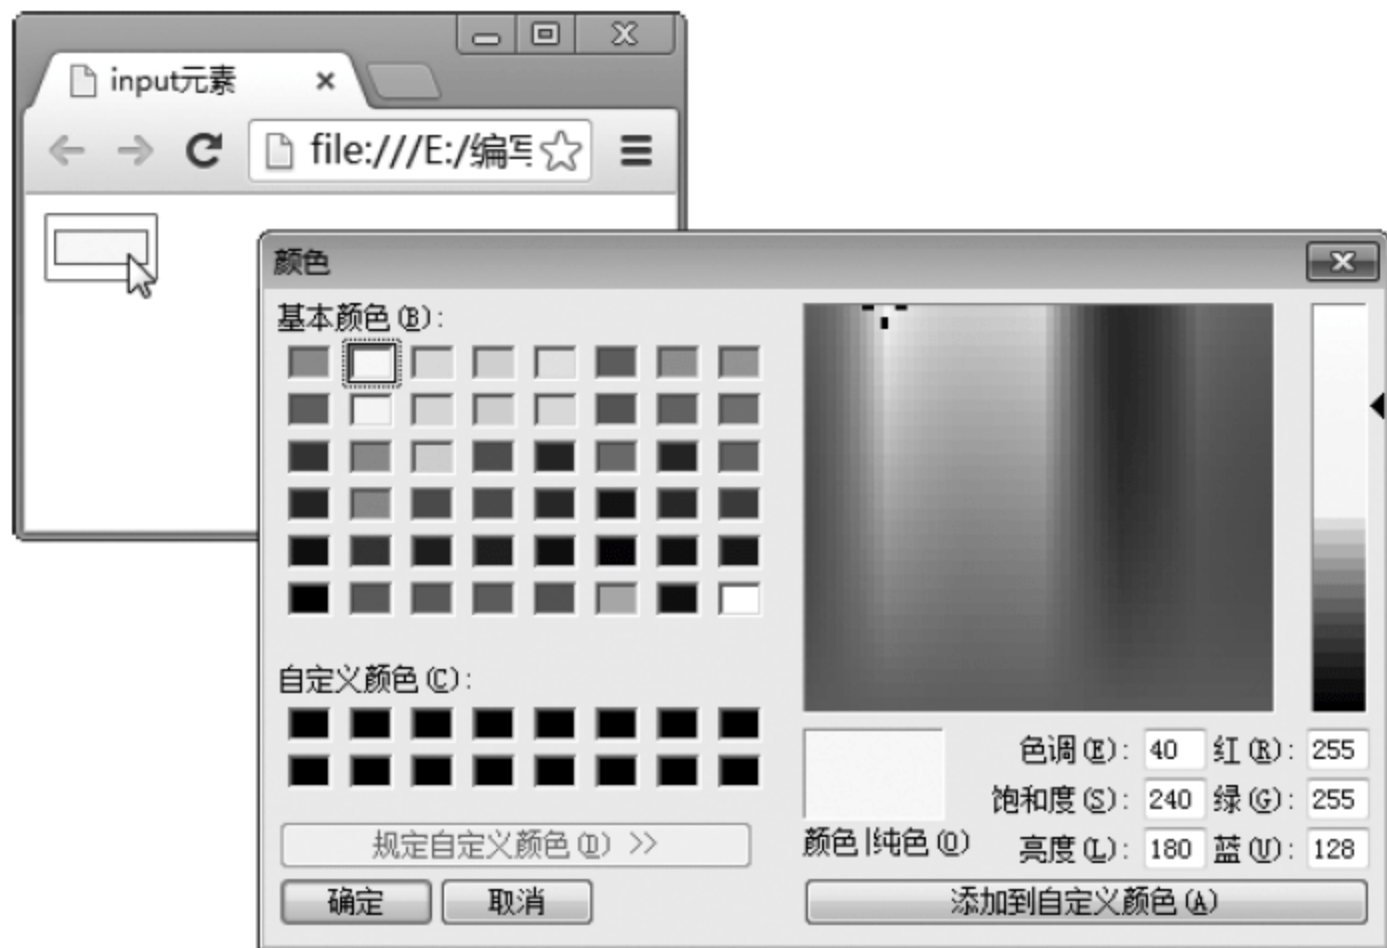 input元素
file:///E:/编写
颜色
基本颜色(B):
自定义颜色(C):
规定自定义颜色(D) >>
确定
取消
颜色|纯色(O)
色调(E): 40 红(R): 255
饱和度(S): 240 绿(G): 255
亮度(L): 180 蓝(U): 128
添加到自定义颜色(A)